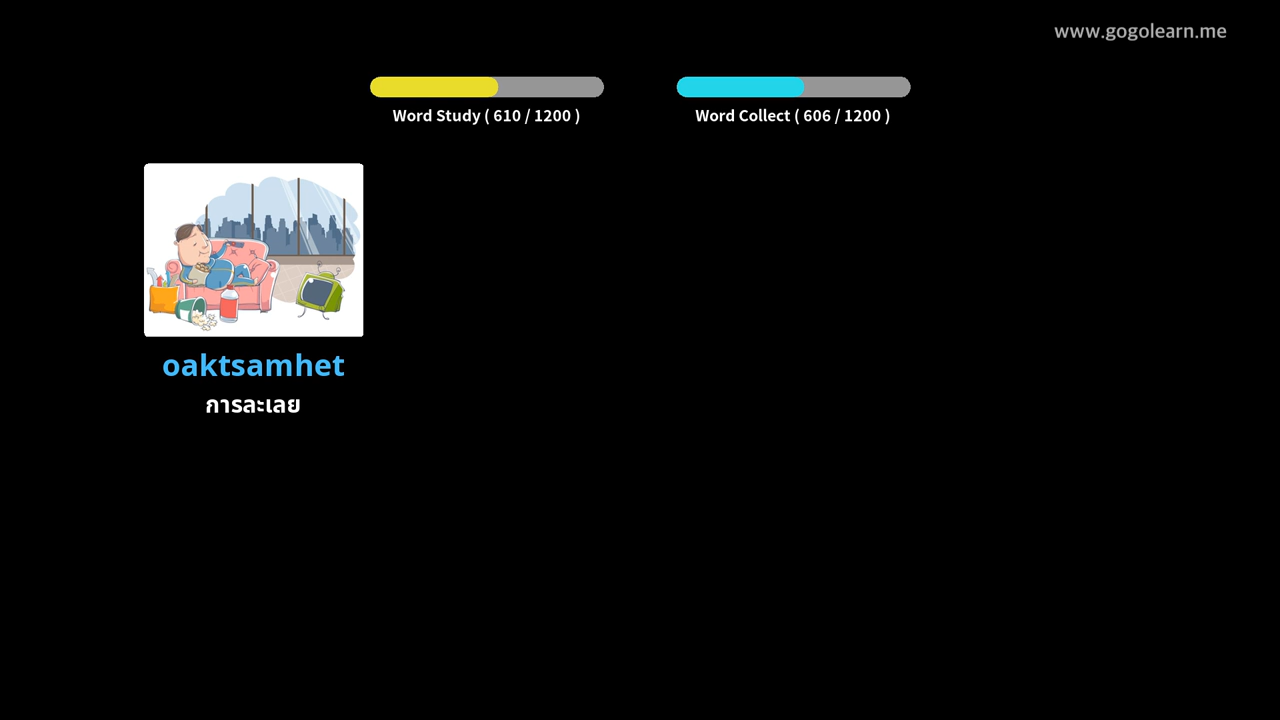 www.gogolearn.me
Word Study ( 610 / 1200 )
Word Collect ( 606 / 1200 )
oaktsamhet
การละเลย